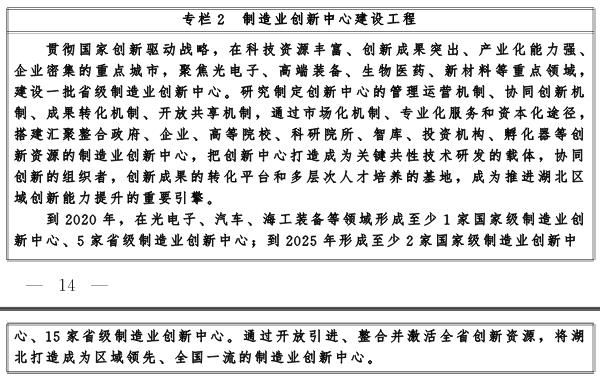 专栏2 制造业创新中心建设工程
贯彻国家创新驱动战略，在科技资源丰富、创新成果突出、产业化能力强、
企业密集的重点城市，聚焦光电子、高端装备、生物医药、新材料等重点领域，
建设一批省级制造业创新中心。研究制定创新中心的管理运营机制、协同创新机
制、成果转化机制、开放共享机制，通过市场化机制、专业化服务和资本化途径，
搭建汇聚整合政府、企业、高等院校、科研院所、智库、投资机构、孵化器等创
新资源的制造业创新中心，把创新中心打造成为关键共性技术研发的载体，协同
创新的组织者，创新成果的转化平台和多层次人才培养的基地，成为推进湖北区
域创新能力提升的重要引擎。
到2020年，在光电子、汽车、海工装备等领域形成至少1家国家级制造业创
新中心、5家省级制造业创新中心；到2025年形成至少2家国家级制造业创新中
— 14 —
心、15家省级制造业创新中心。通过开放引进、整合并激活全省创新资源，将湖
北打造成为区域领先、全国一流的制造业创新中心。